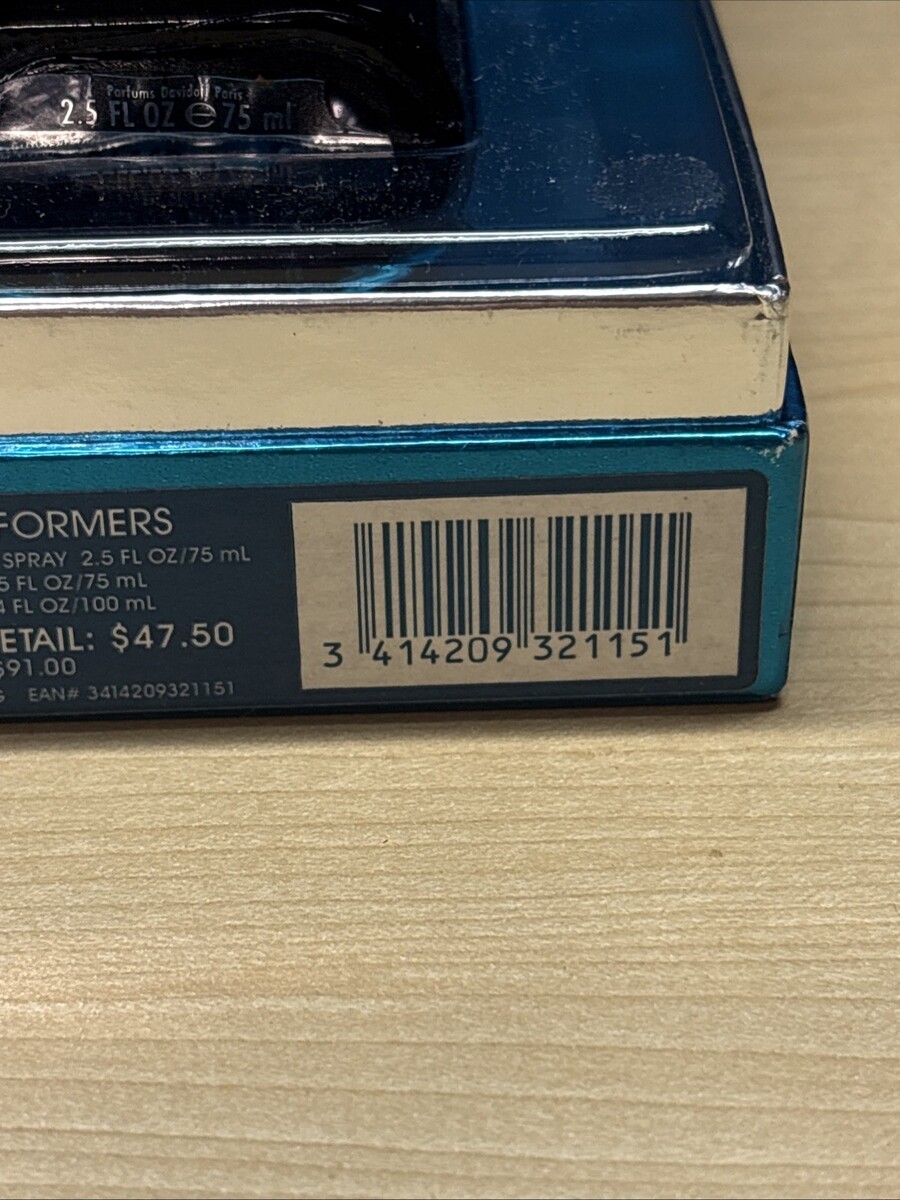 Parfums Davidoff Paris
2.5 FL OZ ℮ 75 ml
FORMERS
SPRAY 2.5 FL OZ/75 mL
5 FL OZ/75 mL
4 FL OZ/100 mL
ETAIL: $47.50
$91.00
G EAN# 3414209321151
3 414209 321151